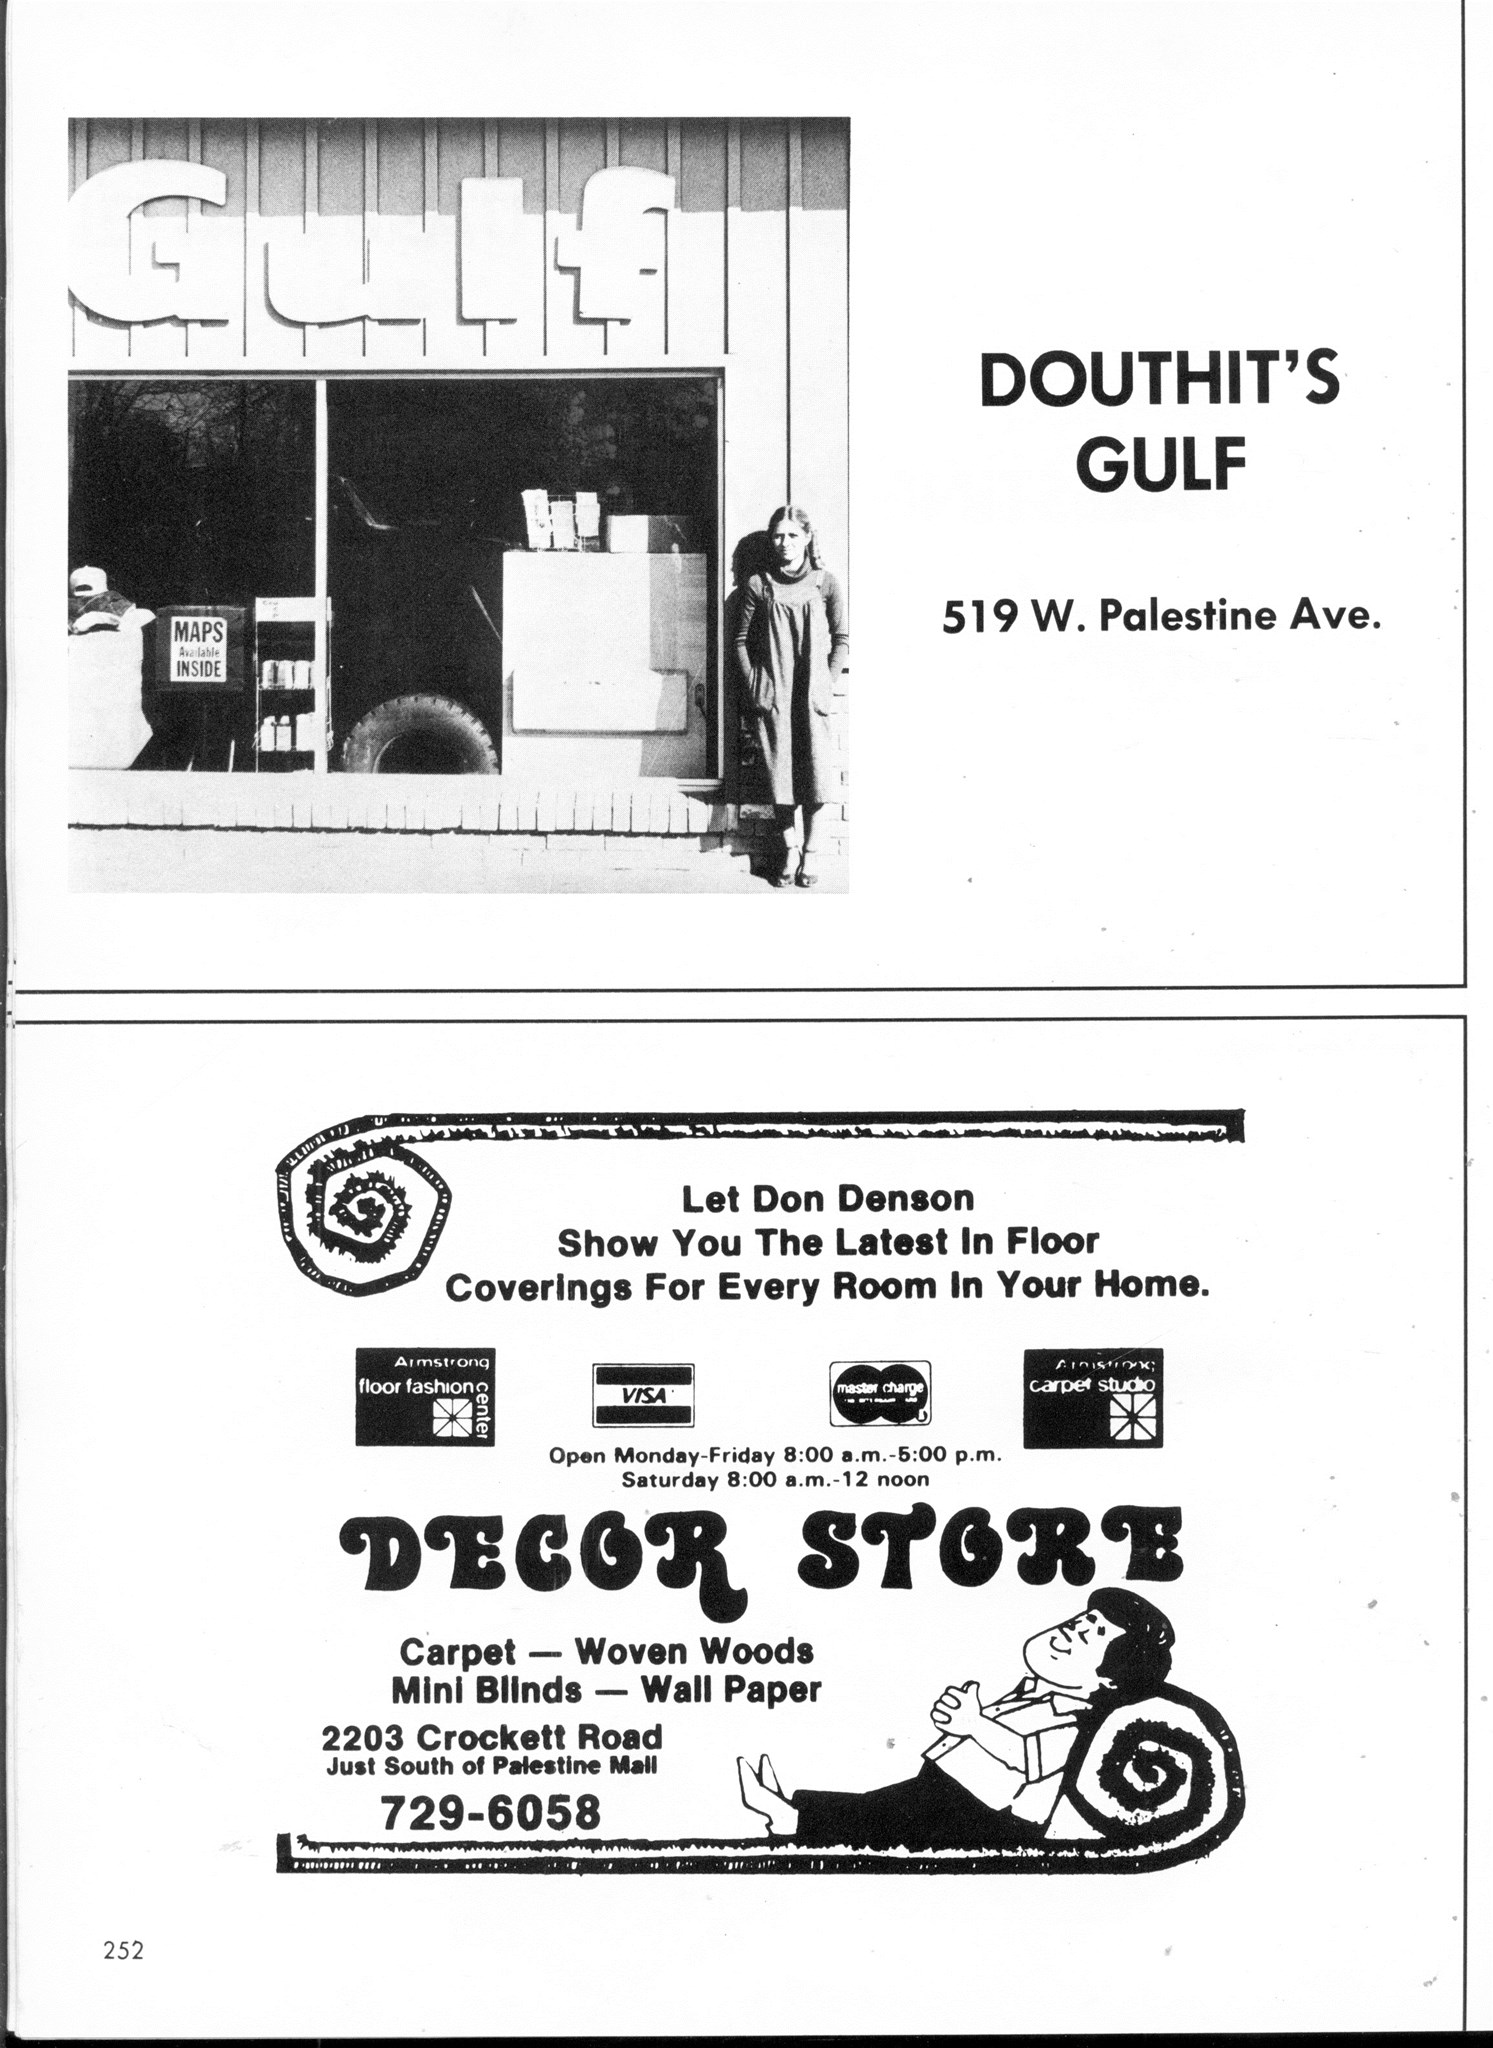 Gulf
MAPS
Available
INSIDE
DOUTHIT'S
GULF
519 W. Palestine Ave.
Let Don Denson
Show You The Latest In Floor
Coverings For Every Room In Your Home.
Armstrong
floor fashion
center
VISA
master charge
Armstrong
carpet studio
Open Monday-Friday 8:00 a.m.-5:00 p.m.
Saturday 8:00 a.m.-12 noon
DECOR STORE
Carpet — Woven Woods
Mini Blinds — Wall Paper
2203 Crockett Road
Just South of Palestine Mall
729-6058
252